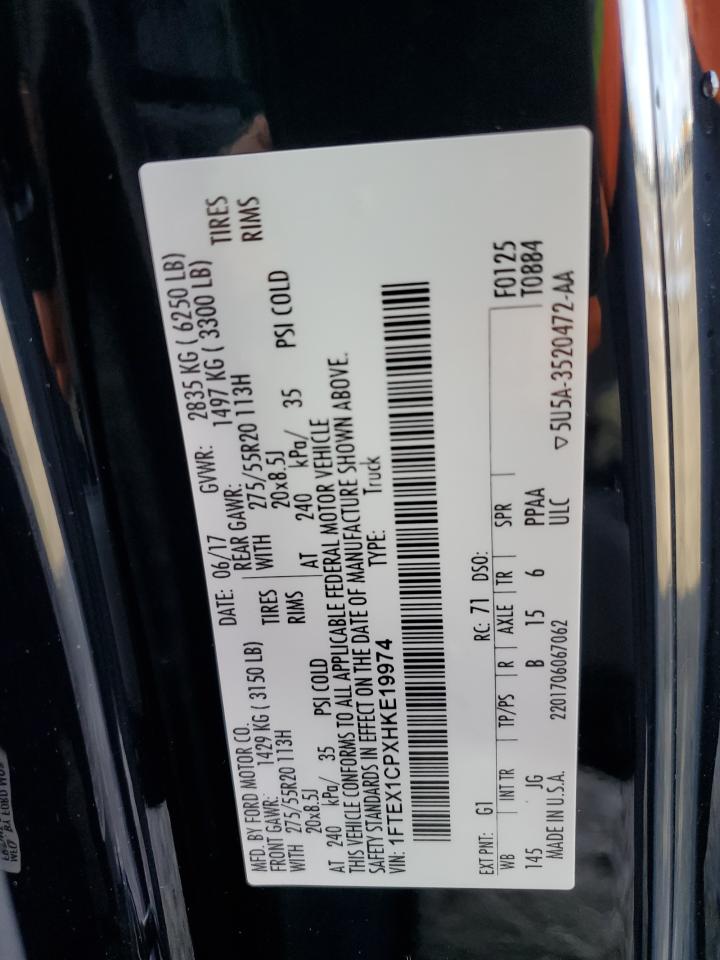 MFD. BY FORD MOTOR CO.
DATE: 06/17 GVWR: 2835 KG ( 6250 LB)
FRONT GAWR: 1429 KG ( 3150 LB) REAR GAWR: 1497 KG ( 3300 LB)
WITH 275/55R20 113H TIRES WITH 275/55R20 113H TIRES
20x8.5J RIMS 20x8.5J RIMS
AT 240 kPa/ 35 PSI COLD AT 240 kPa/ 35 PSI COLD
THIS VEHICLE CONFORMS TO ALL APPLICABLE FEDERAL MOTOR VEHICLE
SAFETY STANDARDS IN EFFECT ON THE DATE OF MANUFACTURE SHOWN ABOVE.
VIN: 1FTEX1CPXHKE19974 TYPE: Truck
F0125
T0884
EXT PNT: G1 RC: 71 DSO:
WB INT TR TP/PS R AXLE TR SPR
145 JG B 15 6 PPAA
ULC
MADE IN U.S.A. 2201706067062 ▽5U5A-3520472-AA